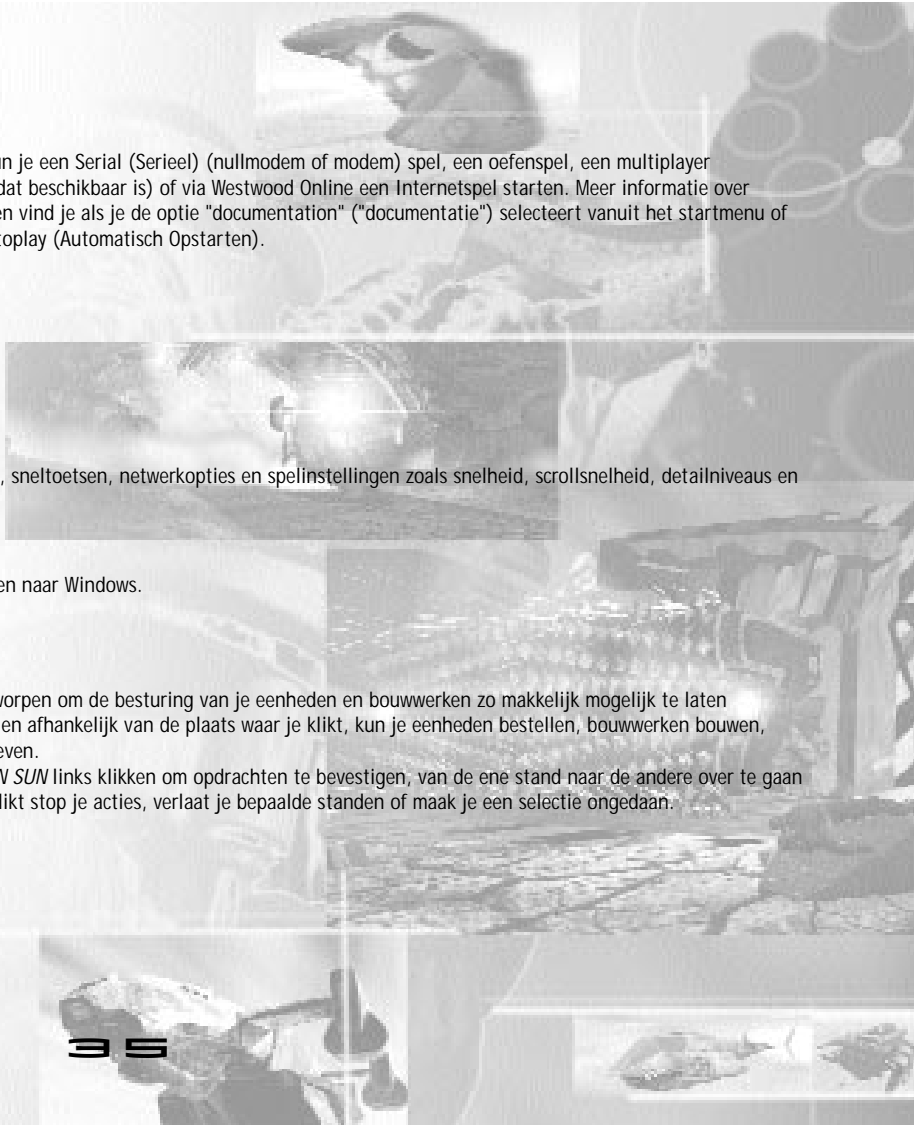 je een Serial (Serieel) (nullmodem of modem) spel, een oefenspel, een multiplayer
dat beschikbaar is) of via Westwood Online een Internetspel starten. Meer informatie over
vind je als je de optie "documentation" ("documentatie") selecteert vanuit het startmenu of
(Automatisch Opstarten).
, sneltoetsen, netwerkopties en spelinstellingen zoals snelheid, scrollsnelheid, detailniveaus en
en naar Windows.
worpen om de besturing van je eenheden en bouwwerken zo makkelijk mogelijk te laten
en afhankelijk van de plaats waar je klikt, kun je eenheden bestellen, bouwwerken bouwen,
even.
N SUN links klikken om opdrachten te bevestigen, van de ene stand naar de andere over te gaan
likt stop je acties, verlaat je bepaalde standen of maak je een selectie ongedaan.
35